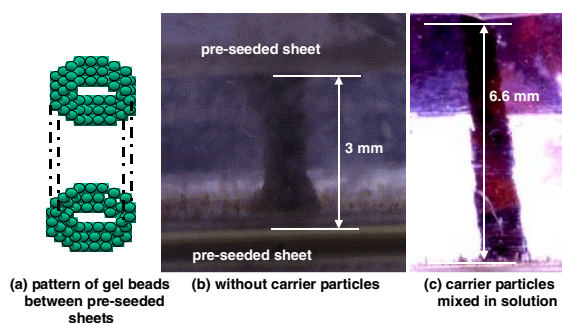 pre-seeded sheet
3 mm
pre-seeded sheet
6.6 mm
(a) pattern of gel beads
between pre-seeded
sheets
(b) without carrier particles
(c) carrier particles
mixed in solution